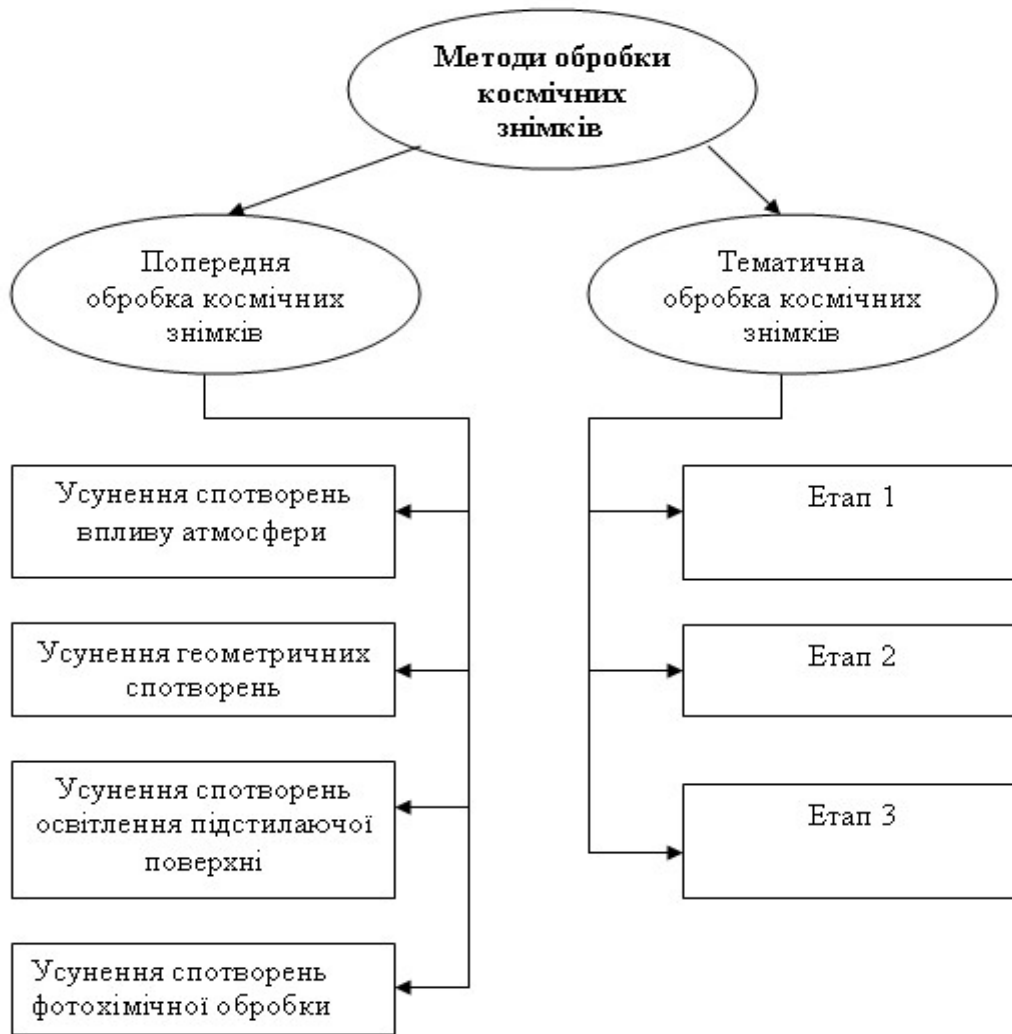 Методи обробки
космічних
знімків
Попередня
обробка космічних
знімків
Тематична
обробка космічних
знімків
Усунення спотворень
впливу атмосфери
Усунення геометричних
спотворень
Усунення спотворень
освітлення підстилаючої
поверхні
Усунення спотворень
фотохімічної обробки
Етап 1
Етап 2
Етап 3